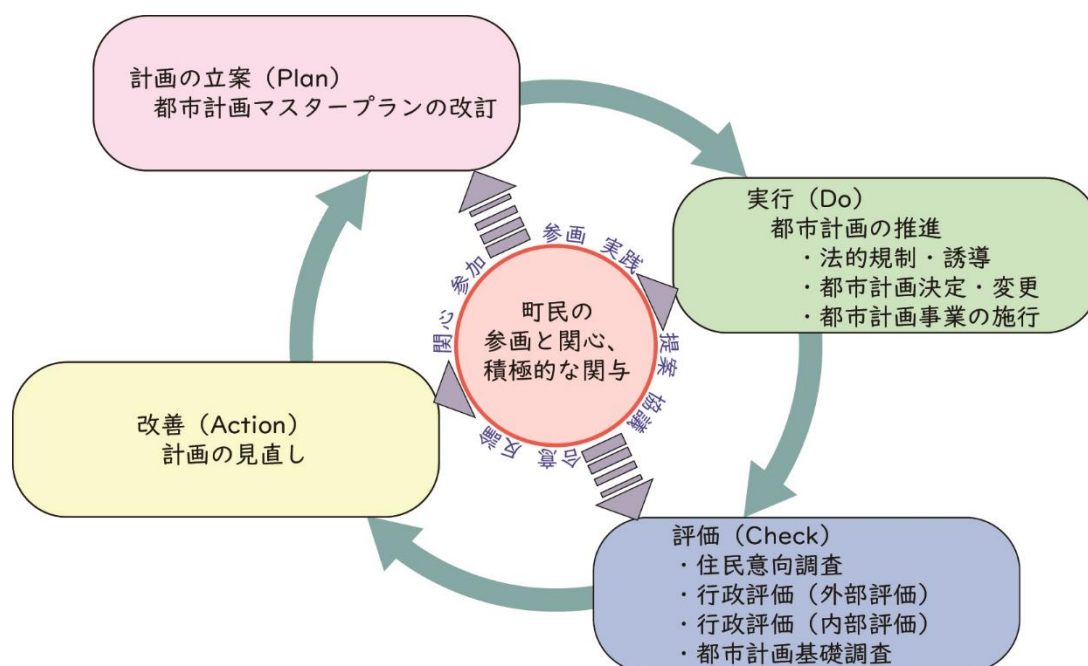 計画の立案（Plan）
都市計画マスタープランの改訂
実行（Do）
都市計画の推進
・法的規制・誘導
・都市計画決定・変更
・都市計画事業の施行
評価（Check）
・住民意向調査
・行政評価（外部評価）
・行政評価（内部評価）
・都市計画基礎調査
改善（Action）
計画の見直し
町民の
参画と関心、
積極的な関与
関心 参加 参画 実践 提案 協議 合意 反論